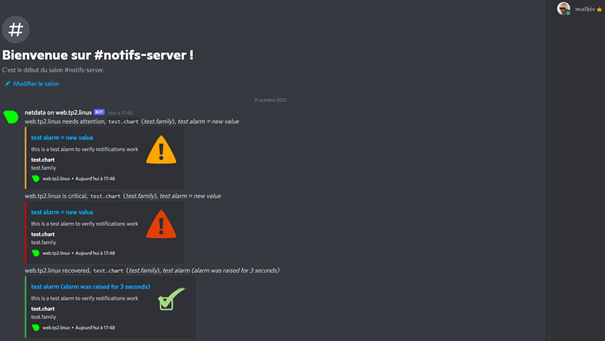 mathis
#
Bienvenue sur #notifs-server !
C'est le début du salon #notifs-server.
Modifier le salon
11 octobre 2021
netdata on web.tp2.linux BOT
web.tp2.linux needs attention, test.chart (test.family), test alarm = new value
test alarm = new value
this is a test alarm to verify notifications work
test.chart
test.family
web.tp2.linux • Aujourd'hui à 17:48
web.tp2.linux is critical, test.chart (test.family), test alarm = new value
test alarm = new value
this is a test alarm to verify notifications work
test.chart
test.family
web.tp2.linux • Aujourd'hui à 17:48
web.tp2.linux recovered, test.chart (test.family), test alarm (alarm was raised for 3 seconds)
test alarm (alarm was raised for 3 seconds)
this is a test alarm to verify notifications work
test.chart
test.family
web.tp2.linux • Aujourd'hui à 17:48